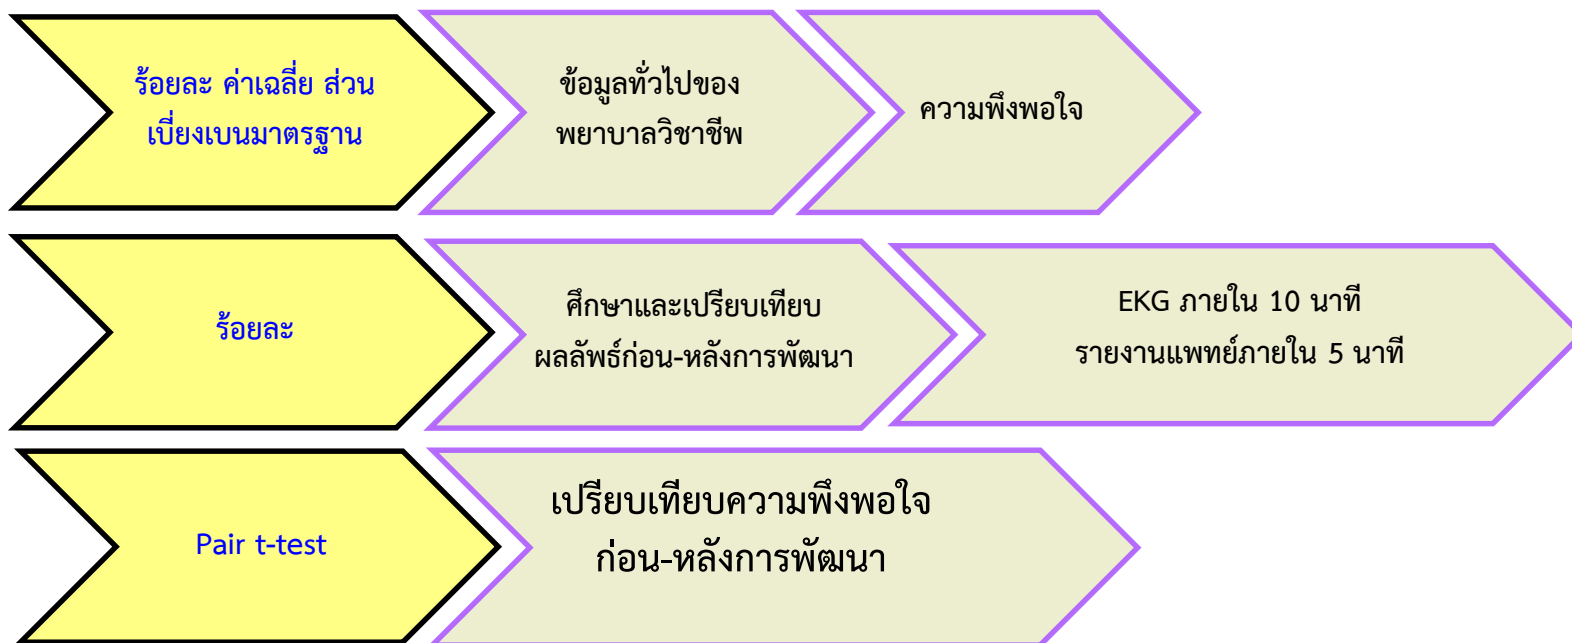 ร้อยละ ค่าเฉลี่ย ส่วน
เบี่ยงเบนมาตรฐาน
ข้อมูลทั่วไปของ
พยาบาลวิชาชีพ
ความพึงพอใจ
ร้อยละ
ศึกษาและเปรียบเทียบ
ผลลัพธ์ก่อน-หลังการพัฒนา
EKG ภายใน 10 นาที
รายงานแพทย์ภายใน 5 นาที
Pair t-test
เปรียบเทียบความพึงพอใจ
ก่อน-หลังการพัฒนา